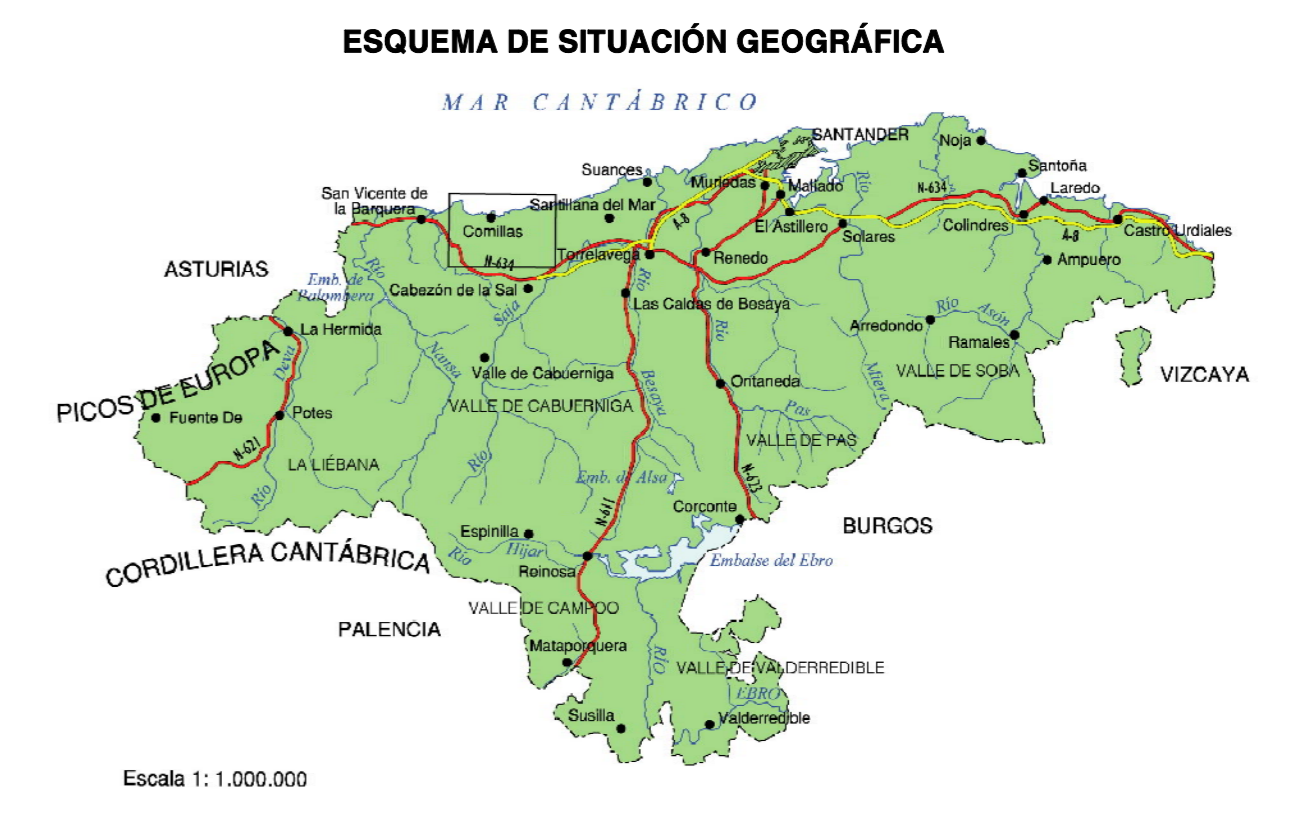 ESQUEMA DE SITUACIÓN GEOGRÁFICA
MAR CANTÁBRICO
SANTANDER
Noja
Suances
Muriedas
Mallado
Santoña
Laredo
N-634
San Vicente de
la Barquera
Santillana del Mar
Comillas
A-8
El Astillero
Solares
Río
Colindres
A-8
Castro Urdiales
N-634
Torrelavega
Renedo
Ampuero
ASTURIAS
Emb. de
Palombera
Río
Cabezón de la Sal
Río
Las Caldas de Besaya
Saja
Río
Asón
Arredondo
Ramales
La Hermida
Río
PICOS DE EUROPA
Deva
Nansa
Valle de Cabuerniga
Besaya
Ontaneda
Miera
VALLE DE SOBA
VIZCAYA
Fuente De
Potes
VALLE DE CABUERNIGA
Pas
VALLE DE PAS
N-621
LA LIÉBANA
Río
Río
Emb. de Alsa
N-623
N-611
Corconte
BURGOS
Espinilla
Río
Hijar
CORDILLERA CANTÁBRICA
Reinosa
Embalse del Ebro
VALLE DE CAMPOO
PALENCIA
Mataporquera
RÍO
VALLE DE VALDERREDIBLE
EBRO
Susilla
Valderredible
Escala 1: 1.000.000